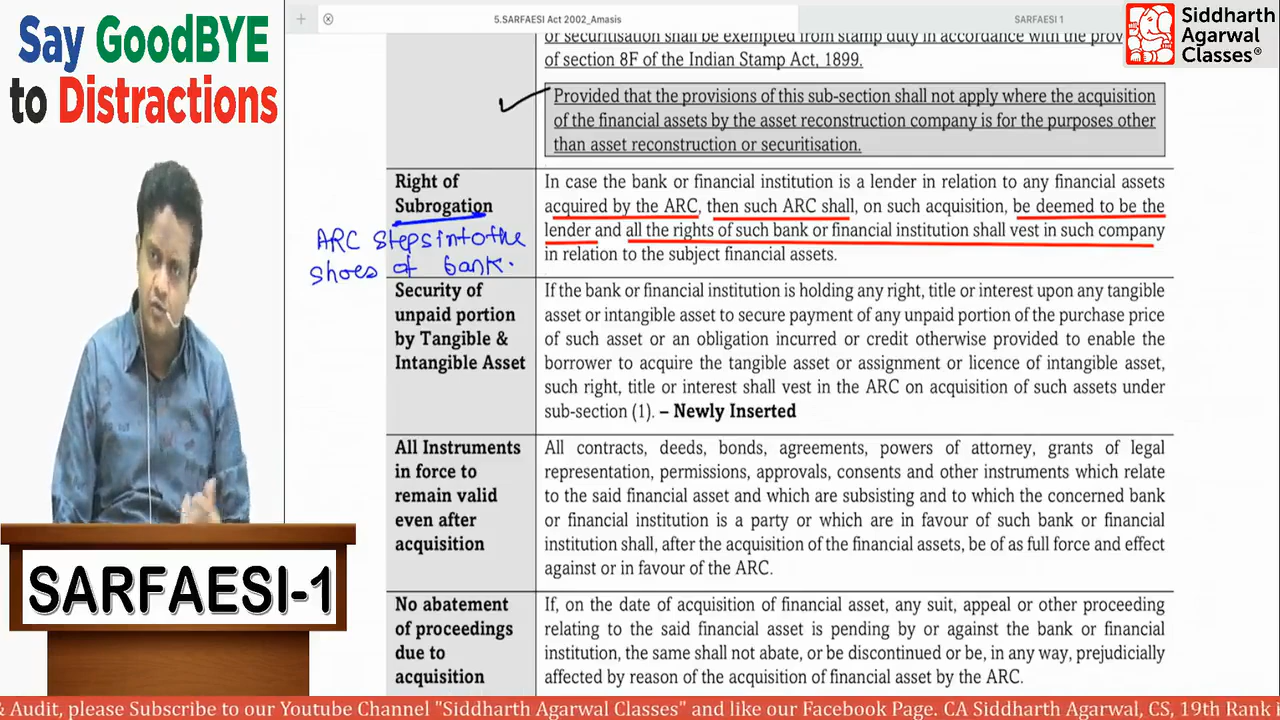 Say GoodBYE
to Distractions
5.SARFAESI Act 2002_Amasis
SARFAESI 1
Siddharth
Agarwal
Classes®
or securitisation shall be exempted from stamp duty in accordance with the prov
of section 8F of the Indian Stamp Act, 1899.
Provided that the provisions of this sub-section shall not apply where the acquisition
of the financial assets by the asset reconstruction company is for the purposes other
than asset reconstruction or securitisation.
Right of
Subrogation
ARC steps into the
shoes of bank.
In case the bank or financial institution is a lender in relation to any financial assets
acquired by the ARC, then such ARC shall, on such acquisition, be deemed to be the
lender and all the rights of such bank or financial institution shall vest in such company
in relation to the subject financial assets.
Security of
unpaid portion
by Tangible &
Intangible Asset
If the bank or financial institution is holding any right, title or interest upon any tangible
asset or intangible asset to secure payment of any unpaid portion of the purchase price
of such asset or an obligation incurred or credit otherwise provided to enable the
borrower to acquire the tangible asset or assignment or licence of intangible asset,
such right, title or interest shall vest in the ARC on acquisition of such assets under
sub-section (1). – Newly Inserted
All Instruments
in force to
remain valid
even after
acquisition
All contracts, deeds, bonds, agreements, powers of attorney, grants of legal
representation, permissions, approvals, consents and other instruments which relate
to the said financial asset and which are subsisting and to which the concerned bank
or financial institution is a party or which are in favour of such bank or financial
institution shall, after the acquisition of the financial assets, be of as full force and effect
against or in favour of the ARC.
No abatement
of proceedings
due to
acquisition
If, on the date of acquisition of financial asset, any suit, appeal or other proceeding
relating to the said financial asset is pending by or against the bank or financial
institution, the same shall not abate, or be discontinued or be, in any way, prejudicially
affected by reason of the acquisition of financial asset by the ARC.
SARFAESI-1
& Audit, please Subscribe to our Youtube Channel "Siddharth Agarwal Classes" and like our Facebook Page. CA Siddharth Agarwal, CS, 19th Rank i